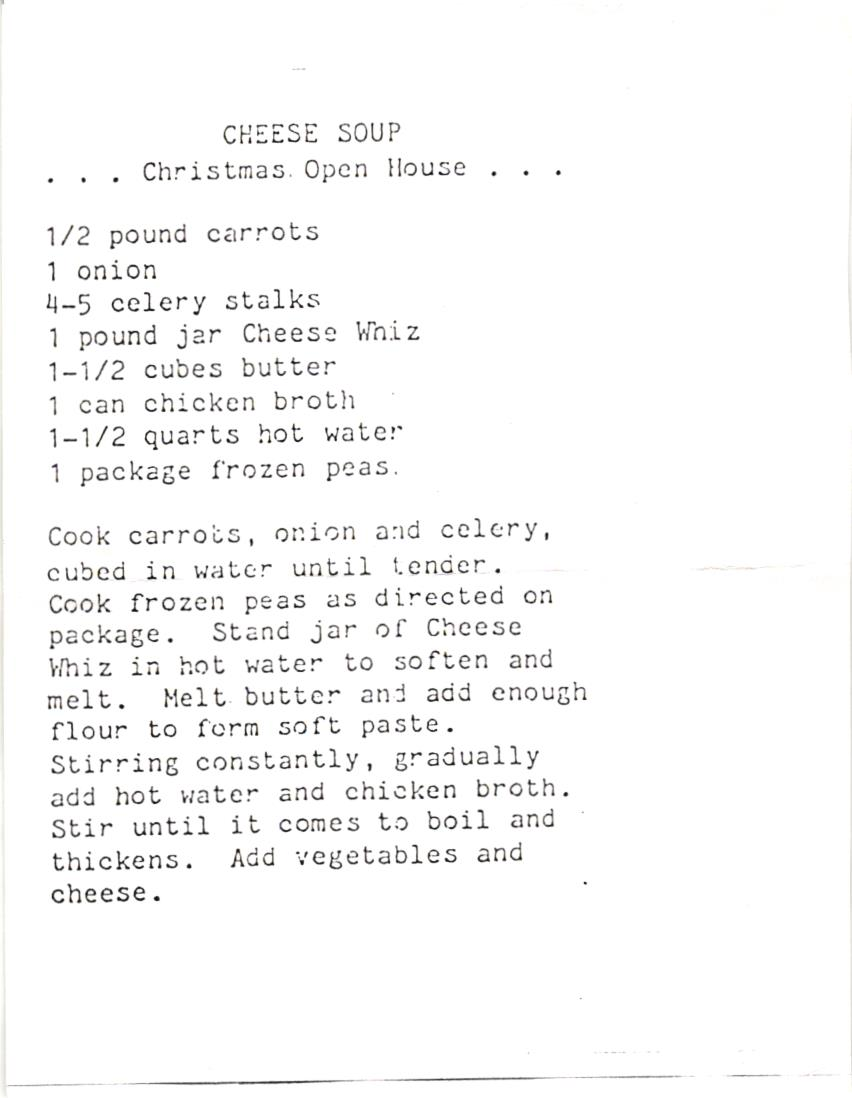 CHEESE SOUP
. . . Christmas Open House . . .
1/2 pound carrots
1 onion
4-5 celery stalks
1 pound jar Cheese Whiz
1-1/2 cubes butter
1 can chicken broth
1-1/2 quarts hot water
1 package frozen peas.
Cook carrots, onion and celery,
cubed in water until tender.
Cook frozen peas as directed on
package. Stand jar of Cheese
Whiz in hot water to soften and
melt. Melt butter and add enough
flour to form soft paste.
Stirring constantly, gradually
add hot water and chicken broth.
Stir until it comes to boil and
thickens. Add vegetables and
cheese.